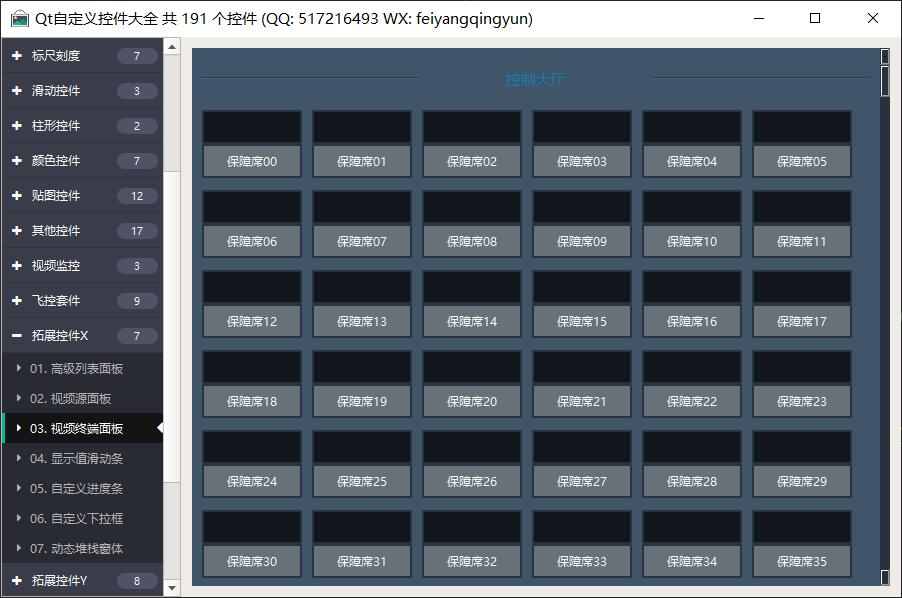 Qt自定义控件大全 共 191 个控件 (QQ: 517216493 WX: feiyangqingyun)
标尺刻度 7
滑动控件 3
柱形控件 2
颜色控件 7
贴图控件 12
其他控件 17
视频监控 3
飞控套件 9
拓展控件X 7
01. 高级列表面板
02. 视频源面板
03. 视频终端面板
04. 显示值滑动条
05. 自定义进度条
06. 自定义下拉框
07. 动态堆栈窗体
拓展控件Y 8
控制大厅
保障席00 保障席01 保障席02 保障席03 保障席04 保障席05
保障席06 保障席07 保障席08 保障席09 保障席10 保障席11
保障席12 保障席13 保障席14 保障席15 保障席16 保障席17
保障席18 保障席19 保障席20 保障席21 保障席22 保障席23
保障席24 保障席25 保障席26 保障席27 保障席28 保障席29
保障席30 保障席31 保障席32 保障席33 保障席34 保障席35